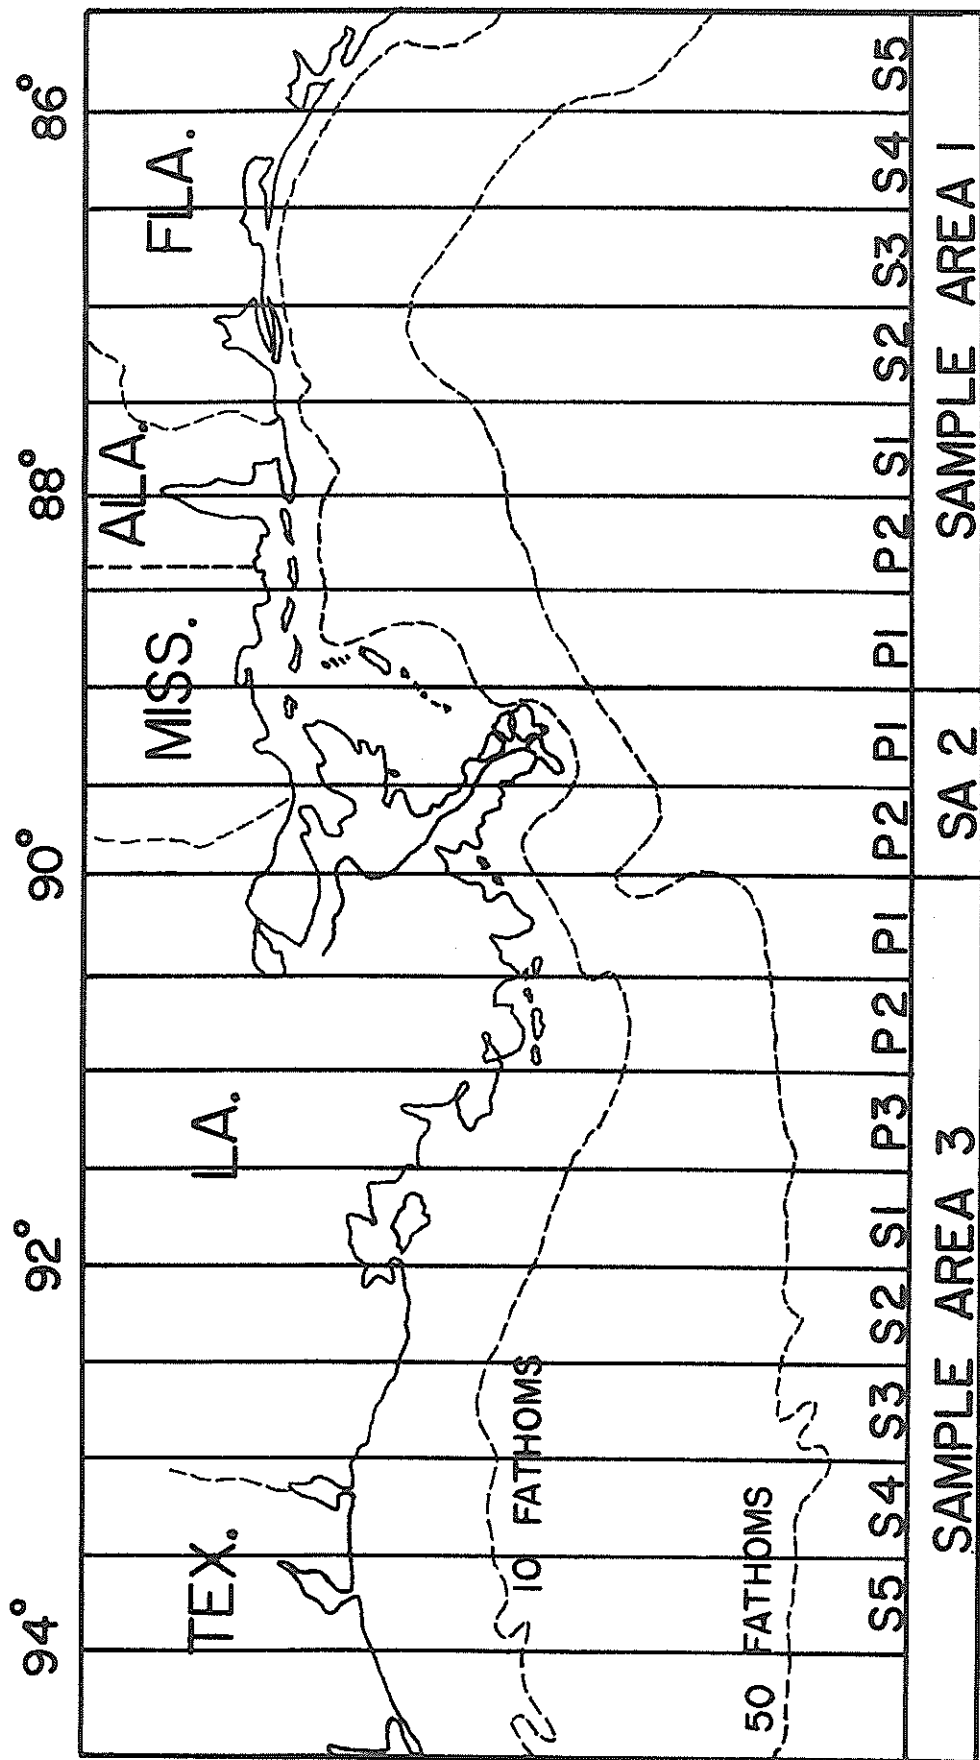 94° 92° 90° 88° 86°
TEX. LA. MISS. ALA. FLA.
10 FATHOMS
50 FATHOMS
S5 S4 S3 S2 S1 P3 P2 P1 P2 P1 P1 P2 S1 S2 S3 S4 S5
SAMPLE AREA 3 SA 2 SAMPLE AREA 1